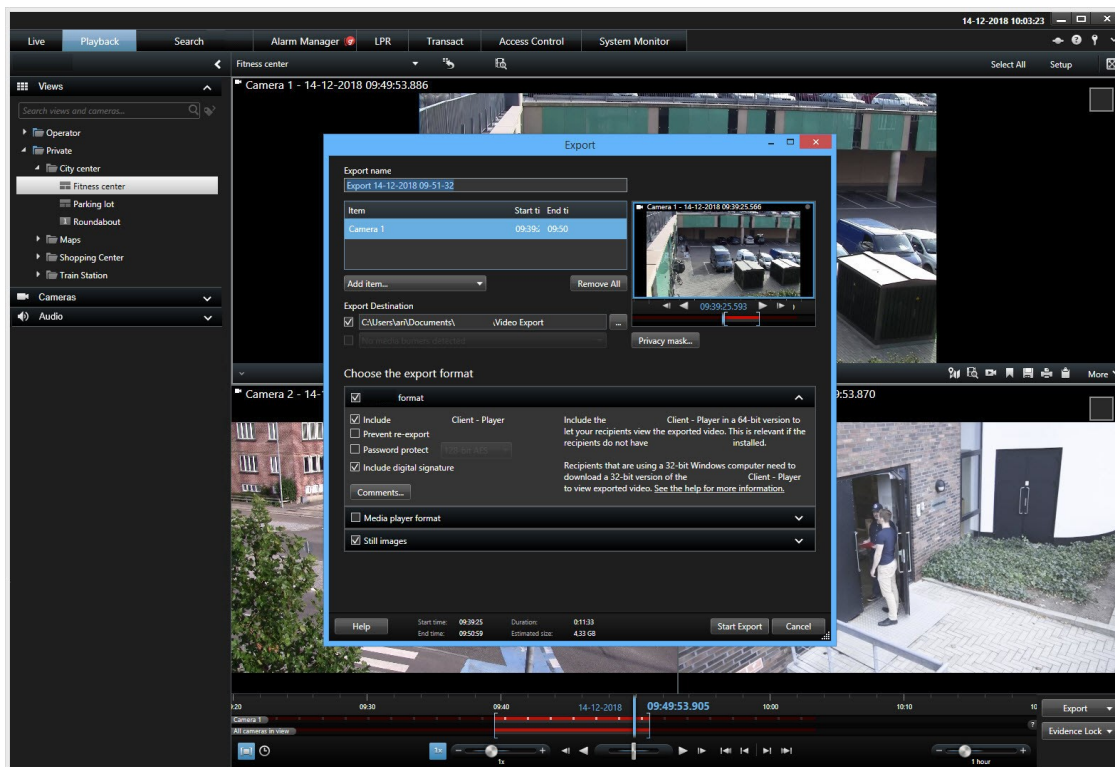 14-12-2018 10:03:23
Live Playback Search Alarm Manager LPR Transact Access Control System Monitor
Fitness center Select All Setup
Views
Search views and cameras...
Operator
Private
City center
Fitness center
Parking lot
1 Roundabout
Maps
Shopping Center
Train Station
Cameras
Audio
Camera 1 - 14-12-2018 09:49:53.886
Export
Export name
Export 14-12-2018 09-51-32
Item Start ti End ti
Camera 1 09:39: 09:50
Camera 1 - 14-12-2018 09:39:25.566
09:39:25.593
Add item... Remove All
Export Destination
C:\Users\ari\Documents\ \Video Export ...
No media burners detected
Privacy mask...
Choose the export format
format
Include Client - Player
Prevent re-export
Password protect
Include digital signature
Comments...
Include the Client - Player in a 64-bit version to
let your recipients view the exported video. This is relevant if the
recipients do not have installed.
Recipients that are using a 32-bit Windows computer need to
download a 32-bit version of the Client - Player
to view exported video. See the help for more information.
Media player format
Still images
Help Start time: 09:39:25 Duration: 0:11:33 Start Export Cancel
End time: 09:50:59 Estimated size: 4,33 GB
More
Camera 2 - 14-
9:53.870
09:30 09:40 14-12-2018 09:49:53.905 10:00 10:10
Camera 1
All cameras in view
Export
Evidence Lock
1x
1x
1 hour